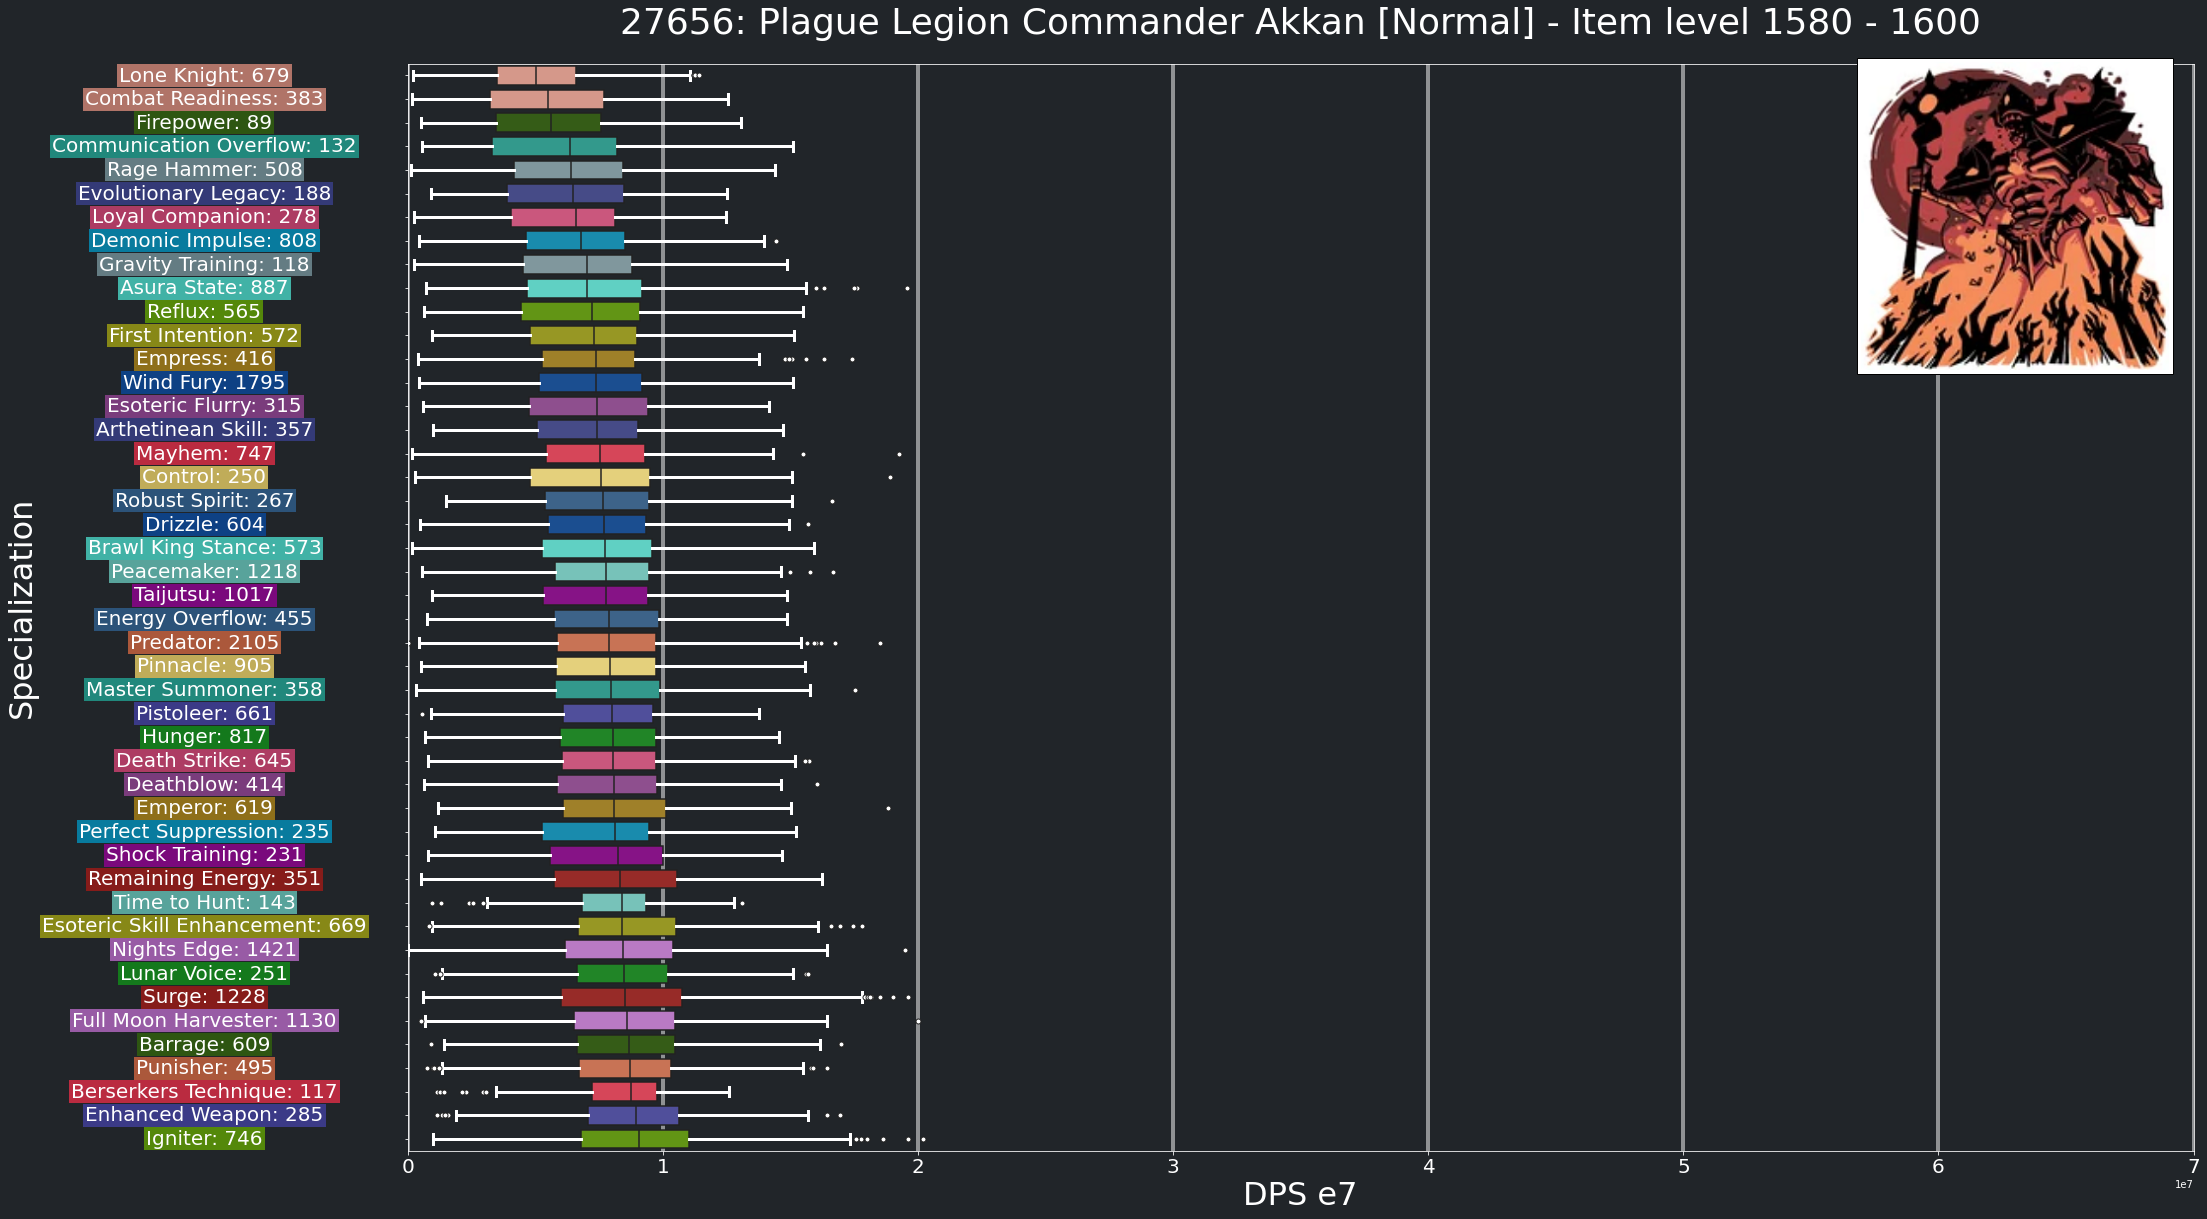 27656: Plague Legion Commander Akkan [Normal] - Item level 1580 - 1600
Lone Knight: 679
Combat Readiness: 383
Firepower: 89
Communication Overflow: 132
Rage Hammer: 508
Evolutionary Legacy: 188
Loyal Companion: 278
Demonic Impulse: 808
Gravity Training: 118
Asura State: 887
Reflux: 565
First Intention: 572
Empress: 416
Wind Fury: 1795
Esoteric Flurry: 315
Arthetinean Skill: 357
Mayhem: 747
Control: 250
Robust Spirit: 267
Drizzle: 604
Brawl King Stance: 573
Peacemaker: 1218
Taijutsu: 1017
Energy Overflow: 455
Predator: 2105
Pinnacle: 905
Master Summoner: 358
Pistoleer: 661
Hunger: 817
Death Strike: 645
Deathblow: 414
Emperor: 619
Perfect Suppression: 235
Shock Training: 231
Remaining Energy: 351
Time to Hunt: 143
Esoteric Skill Enhancement: 669
Nights Edge: 1421
Lunar Voice: 251
Surge: 1228
Full Moon Harvester: 1130
Barrage: 609
Punisher: 495
Berserkers Technique: 117
Enhanced Weapon: 285
Igniter: 746
Specialization
0 1 2 3 4 5 6 7
1e7
DPS e7